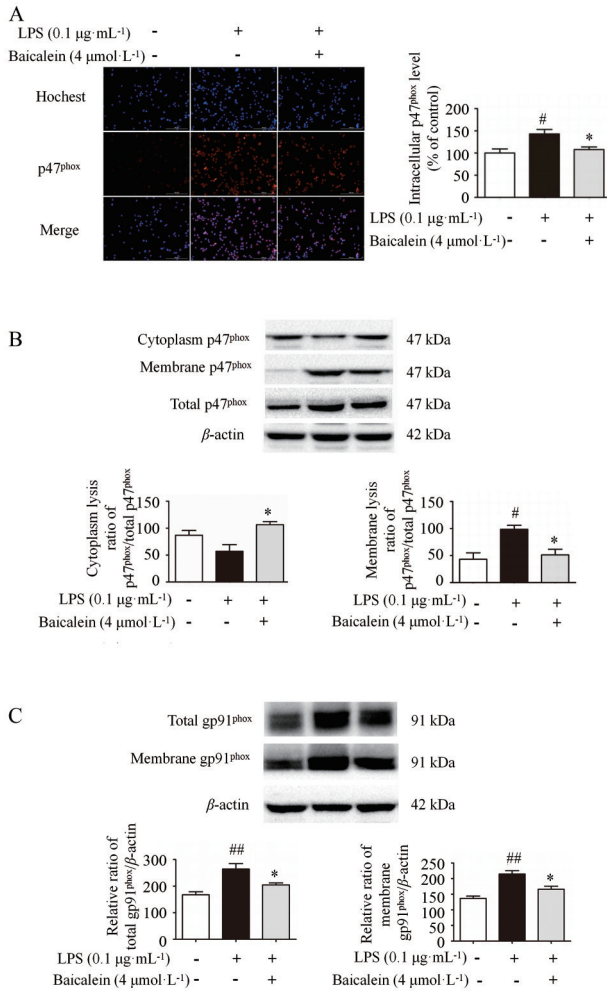 A
LPS (0.1 μg·mL-1) - + +
Baicalein (4 μmol·L-1) - - +
Hochest
p47phox
Merge
Intracellular p47phox level
(% of control)
200
150
100
50
0
#
*
LPS (0.1 μg·mL-1) - + +
Baicalein (4 μmol·L-1) - - +
B
Cytoplasm p47phox 47 kDa
Membrane p47phox 47 kDa
Total p47phox 47 kDa
β-actin 42 kDa
Cytoplasm lysis
ratio of
p47phox/total p47phox
150
100
50
0
*
LPS (0.1 μg·mL-1) - + +
Baicalein (4 μmol·L-1) - - +
Membrane lysis
ratio of
p47phox/total p47phox
150
100
50
0
#
*
LPS (0.1 μg·mL-1) - + +
Baicalein (4 μmol·L-1) - - +
C
Total gp91phox 91 kDa
Membrane gp91phox 91 kDa
β-actin 42 kDa
Relative ratio of
total gp91phox/β-actin
300
200
100
0
##
*
LPS (0.1 μg·mL-1) - + +
Baicalein (4 μmol·L-1) - - +
Relative ratio of
membrane
gp91phox/β-actin
250
200
150
100
50
0
##
*
LPS (0.1 μg·mL-1) - + +
Baicalein (4 μmol·L-1) - - +